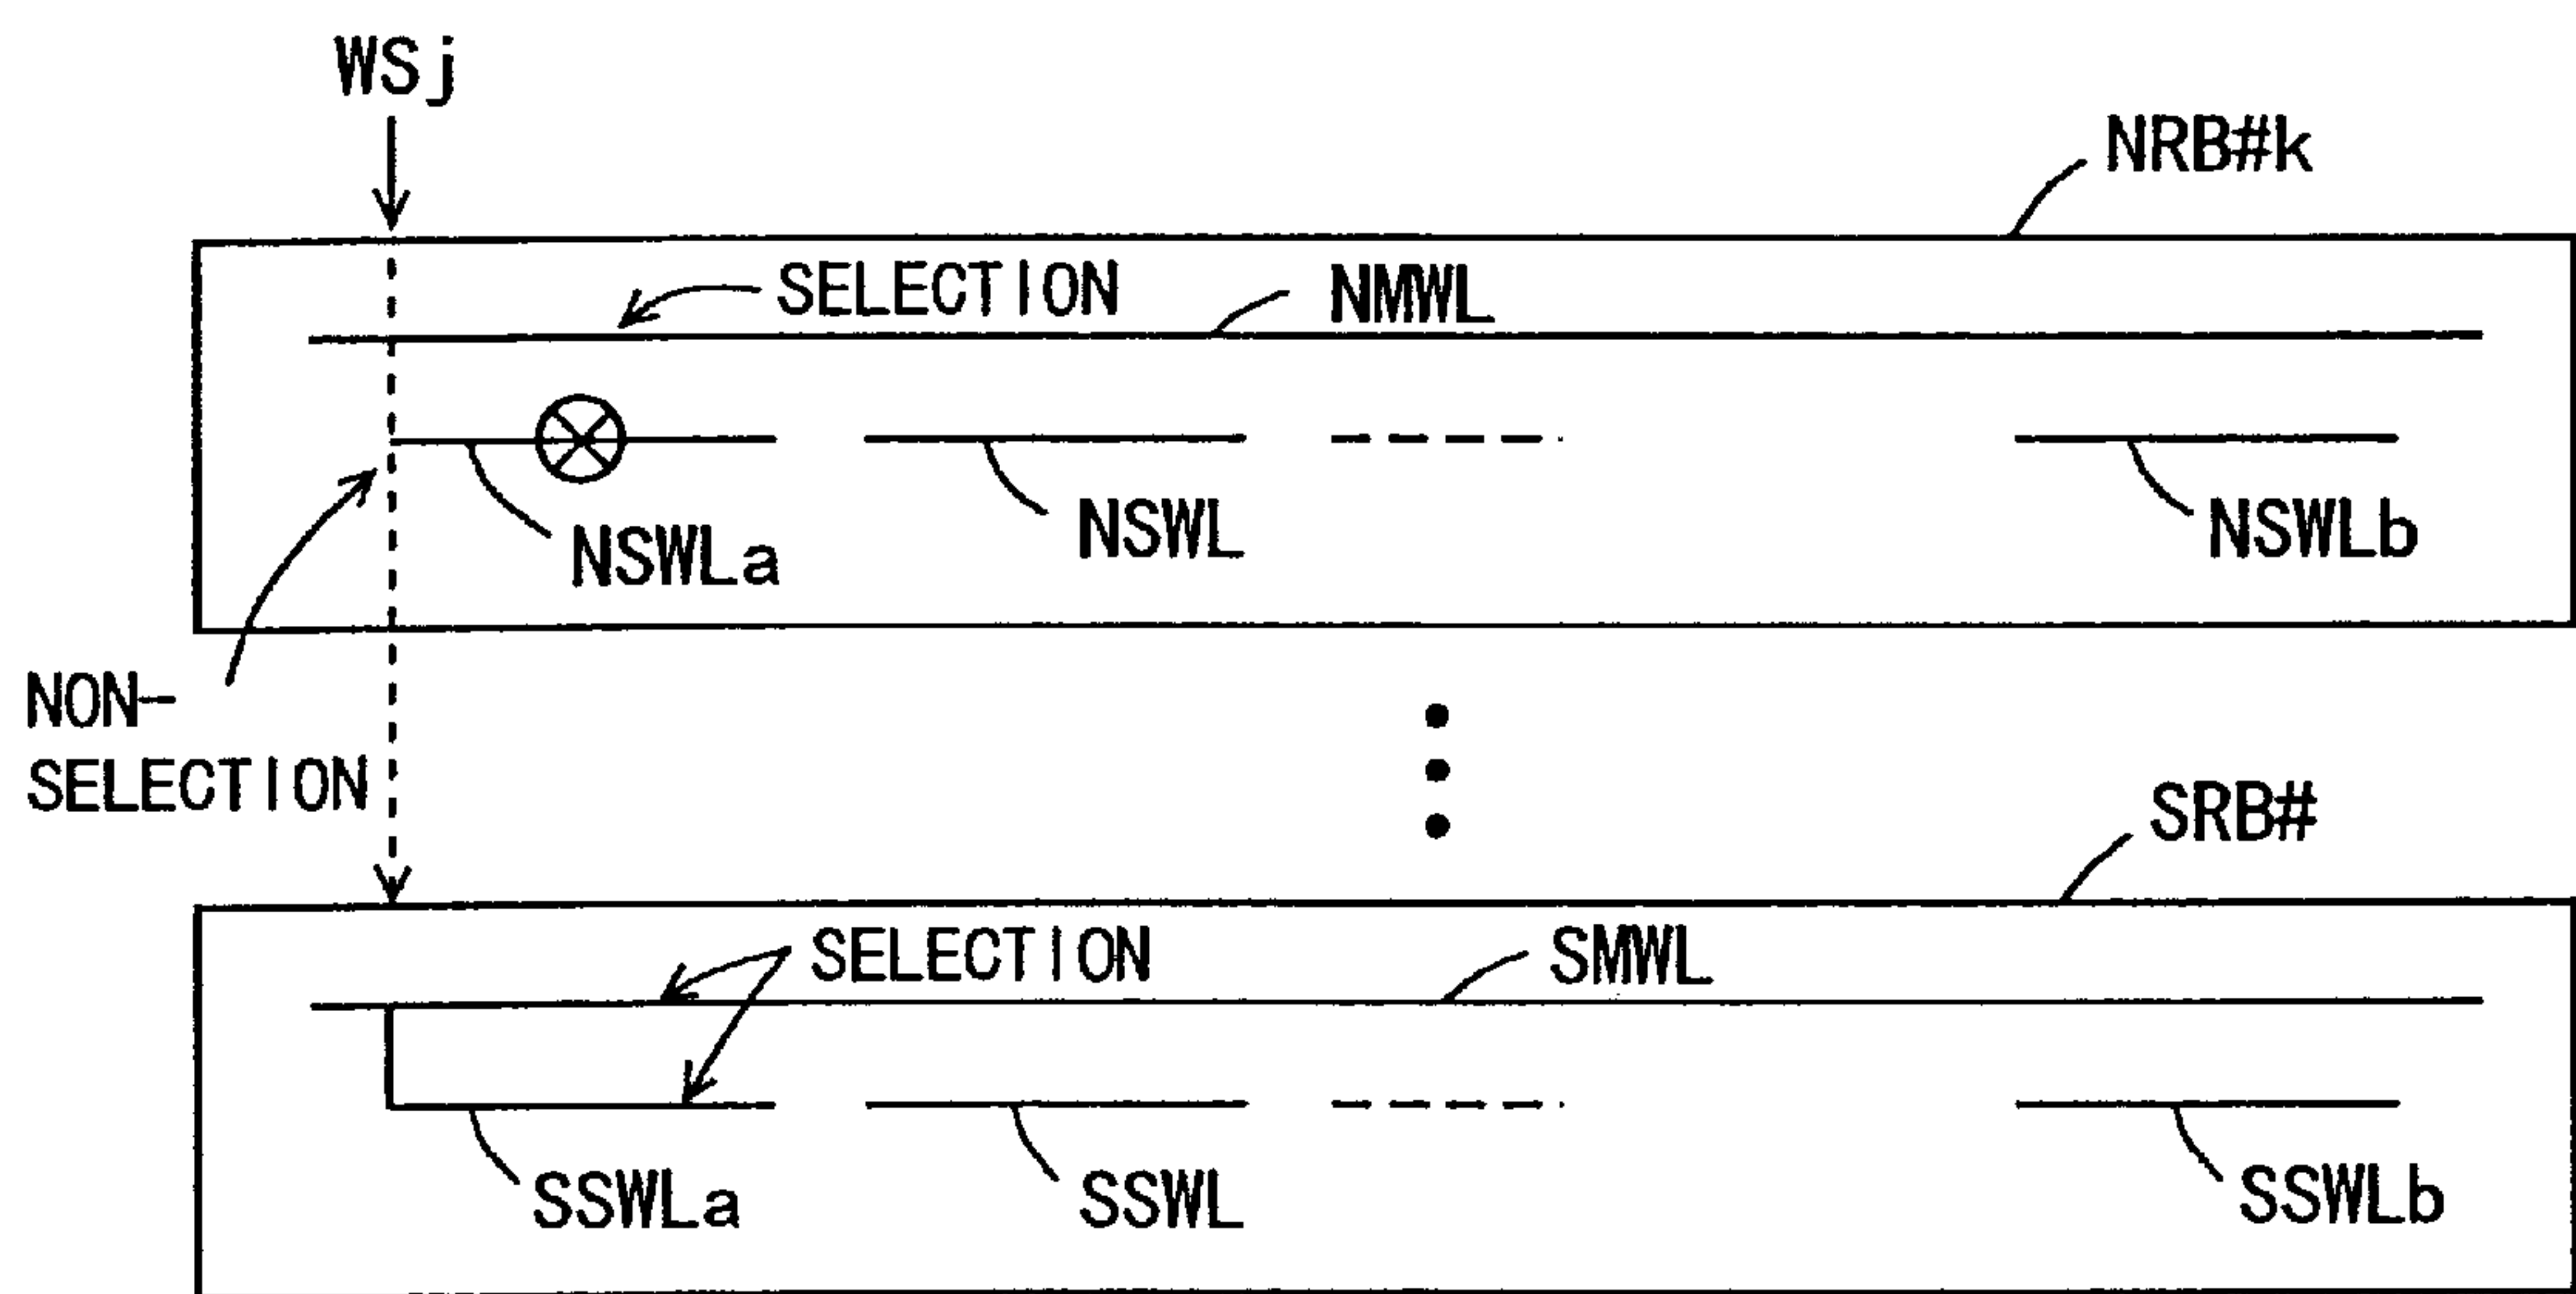 WSj
NRB#k
SELECTION
NMWL
NSWLa
NSWL
NSWLb
NON-
SELECTION
SRB#
SELECTION
SMWL
SSWLa
SSWL
SSWLb